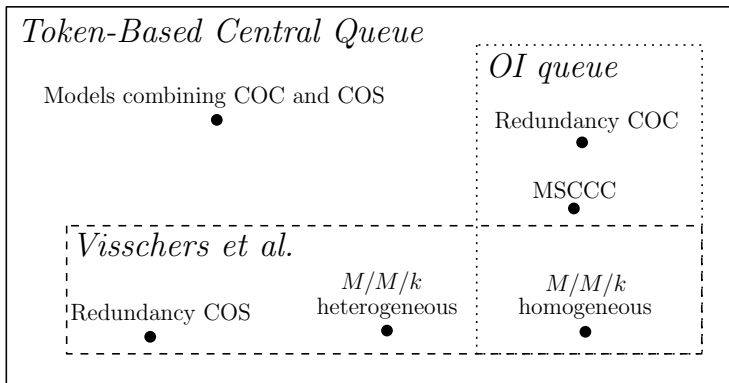 Token-Based Central Queue
OI queue
Models combining COC and COS
Redundancy COC
MSCCC
Visschers et al.
M/M/k
heterogeneous
M/M/k
homogeneous
Redundancy COS